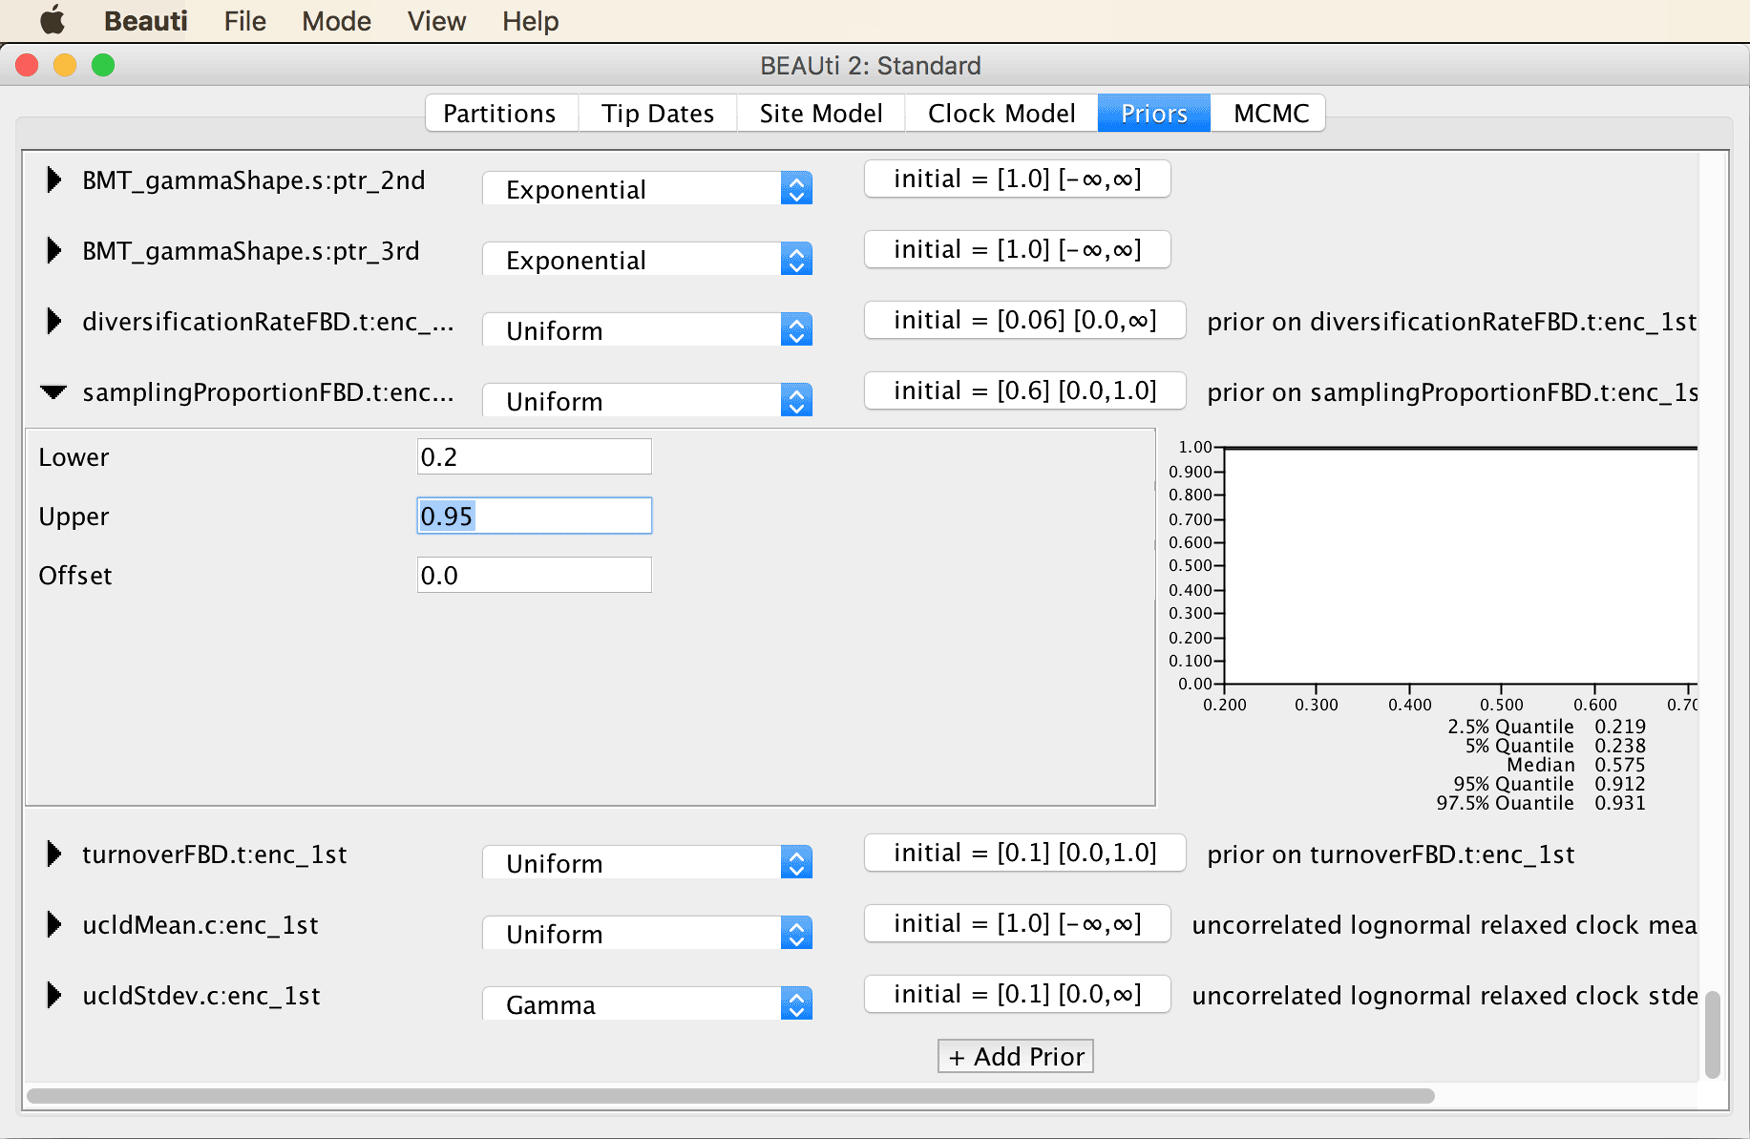 Beauti File Mode View Help
BEAUti 2: Standard
Partitions Tip Dates Site Model Clock Model Priors MCMC
BMT_gammaShape.s:ptr_2nd Exponential initial = [1.0] [-∞,∞]
BMT_gammaShape.s:ptr_3rd Exponential initial = [1.0] [-∞,∞]
diversificationRateFBD.t:enc_... Uniform initial = [0.06] [0.0,∞] prior on diversificationRateFBD.t:enc_1st
samplingProportionFBD.t:enc... Uniform initial = [0.6] [0.0,1.0] prior on samplingProportionFBD.t:enc_1s
Lower 0.2
Upper 0.95
Offset 0.0
1.00
0.900
0.800
0.700
0.600
0.500
0.400
0.300
0.200
0.100
0.00
0.200 0.300 0.400 0.500 0.600 0.70
2.5% Quantile 0.219
5% Quantile 0.238
Median 0.575
95% Quantile 0.912
97.5% Quantile 0.931
turnoverFBD.t:enc_1st Uniform initial = [0.1] [0.0,1.0] prior on turnoverFBD.t:enc_1st
ucldMean.c:enc_1st Uniform initial = [1.0] [-∞,∞] uncorrelated lognormal relaxed clock mea
ucldStdev.c:enc_1st Gamma initial = [0.1] [0.0,∞] uncorrelated lognormal relaxed clock stde
+ Add Prior